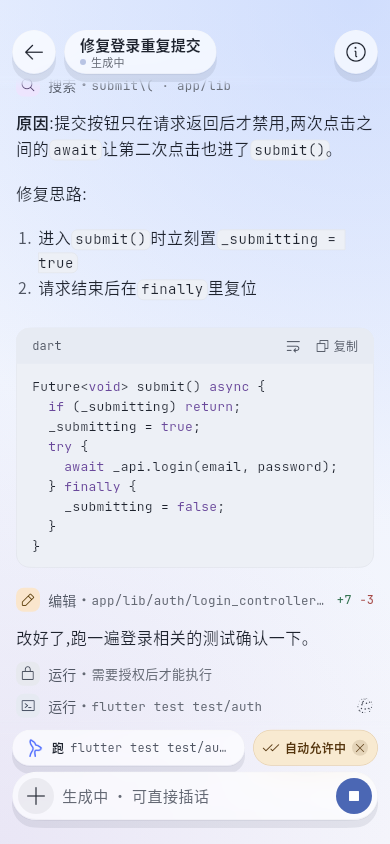 修复登录重复提交
生成中
搜索 · submit\( · app/lib
原因:提交按钮只在请求返回后才禁用,两次点击之
间的 await 让第二次点击也进了 submit()。
修复思路:
1. 进入 submit() 时立刻置 _submitting =
true
2. 请求结束后在 finally 里复位
dart 复制
Future<void> submit() async {
  if (_submitting) return;
  _submitting = true;
  try {
    await _api.login(email, password);
  } finally {
    _submitting = false;
  }
}
编辑 · app/lib/auth/login_controller… +7 -3
改好了,跑一遍登录相关的测试确认一下。
运行 · 需要授权后才能执行
运行 · flutter test test/auth
跑 flutter test test/au… 自动允许中
生成中 · 可直接插话